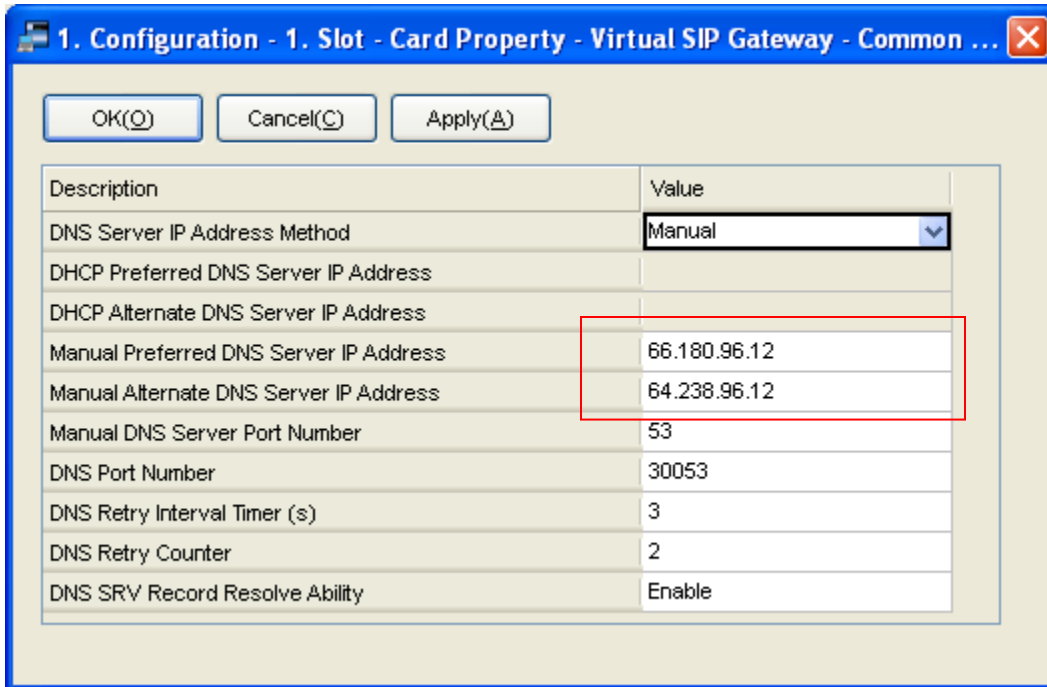 1. Configuration - 1. Slot - Card Property - Virtual SIP Gateway - Common ...
OK(O) Cancel(C) Apply(A)
Description Value
DNS Server IP Address Method Manual
DHCP Preferred DNS Server IP Address
DHCP Alternate DNS Server IP Address
Manual Preferred DNS Server IP Address 66.180.96.12
Manual Alternate DNS Server IP Address 64.238.96.12
Manual DNS Server Port Number 53
DNS Port Number 30053
DNS Retry Interval Timer (s) 3
DNS Retry Counter 2
DNS SRV Record Resolve Ability Enable